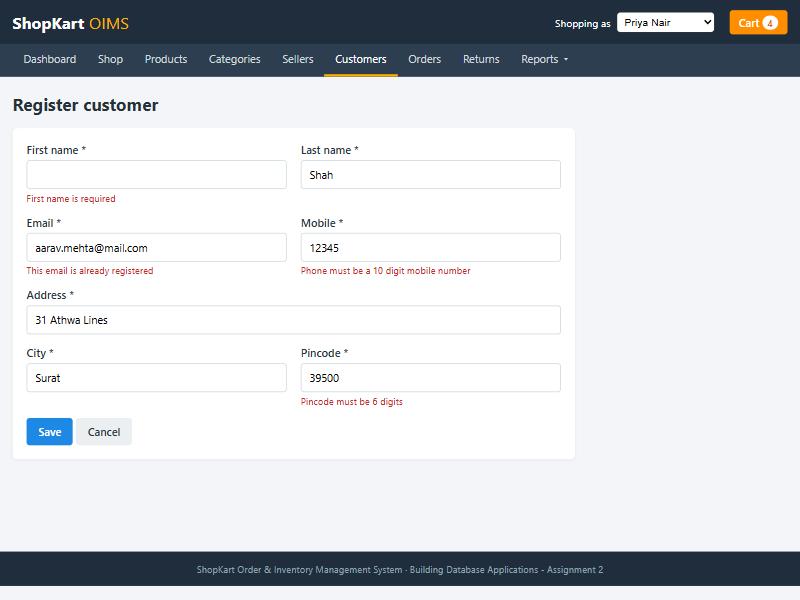 ShopKart OIMS
Shopping as Priya Nair Cart 4
Dashboard Shop Products Categories Sellers Customers Orders Returns Reports
Register customer
First name * Last name *
Shah
First name is required
Email * Mobile *
aarav.mehta@mail.com 12345
This email is already registered Phone must be a 10 digit mobile number
Address *
31 Athwa Lines
City * Pincode *
Surat 39500
Pincode must be 6 digits
Save Cancel
ShopKart Order & Inventory Management System · Building Database Applications - Assignment 2